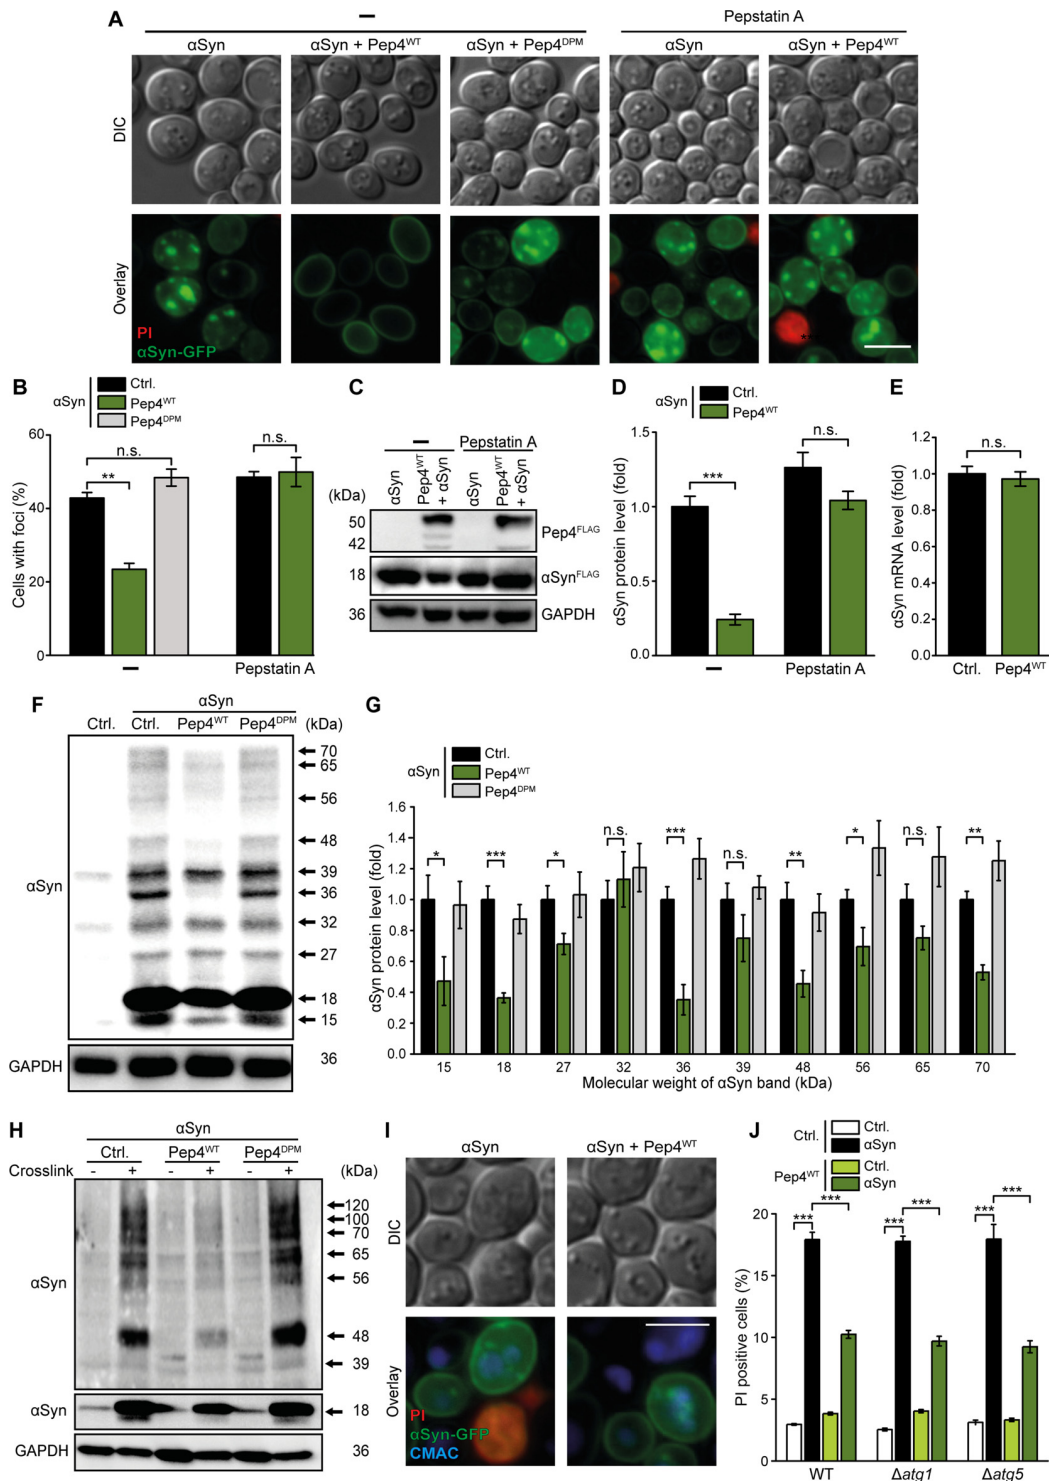 A
–
Pepstatin A
αSyn
αSyn + Pep4WT
αSyn + Pep4DPM
αSyn
αSyn + Pep4WT
DIC
Overlay
PI
αSyn-GFP
**
B
αSyn
Ctrl.
Pep4WT
Pep4DPM
Cells with foci (%)
60
40
20
0
n.s.
**
n.s.
–
Pepstatin A
C
–
Pepstatin A
(kDa)
αSyn
Pep4WT + αSyn
αSyn
Pep4WT + αSyn
50
42
Pep4FLAG
18
αSynFLAG
36
GAPDH
D
αSyn
Ctrl.
Pep4WT
αSyn protein level (fold)
1.5
1.0
0.5
0.0
***
n.s.
–
Pepstatin A
E
αSyn mRNA level (fold)
1.0
0.5
0.0
n.s.
Ctrl.
Pep4WT
F
αSyn
Ctrl.
Ctrl.
Pep4WT
Pep4DPM
(kDa)
αSyn
70
65
56
48
39
36
32
27
18
15
GAPDH
36
G
αSyn
Ctrl.
Pep4WT
Pep4DPM
αSyn protein level (fold)
1.6
1.4
1.2
1.0
0.8
0.6
0.4
0.2
0.0
*
***
*
n.s.
***
n.s.
**
*
n.s.
**
15
18
27
32
36
39
48
56
65
70
Molecular weight of αSyn band (kDa)
H
αSyn
Ctrl.
Pep4WT
Pep4DPM
Crosslink
-
+
-
+
-
+
(kDa)
αSyn
120
100
70
65
56
48
39
αSyn
18
GAPDH
36
I
αSyn
αSyn + Pep4WT
DIC
Overlay
PI
αSyn-GFP
CMAC
J
Ctrl.
Ctrl.
αSyn
Pep4WT
Ctrl.
αSyn
PI positive cells (%)
20
15
10
5
0
***
***
***
***
***
***
WT
Δatg1
Δatg5